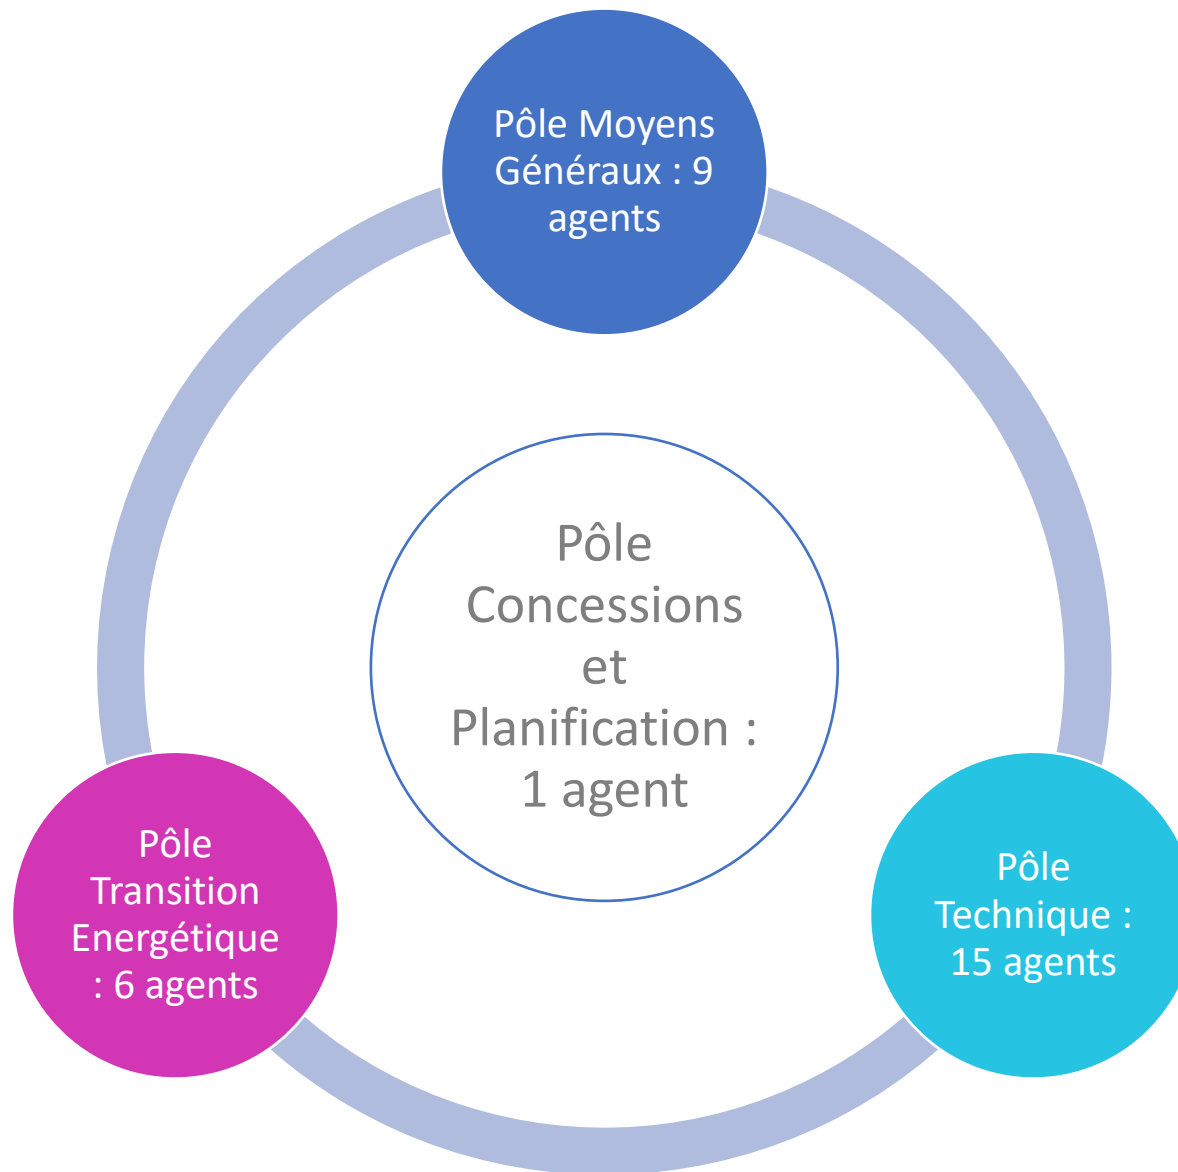 Pôle Moyens
Généraux : 9
agents
Pôle
Concessions
et
Planification :
1 agent
Pôle
Transition
Energétique
: 6 agents
Pôle
Technique :
15 agents